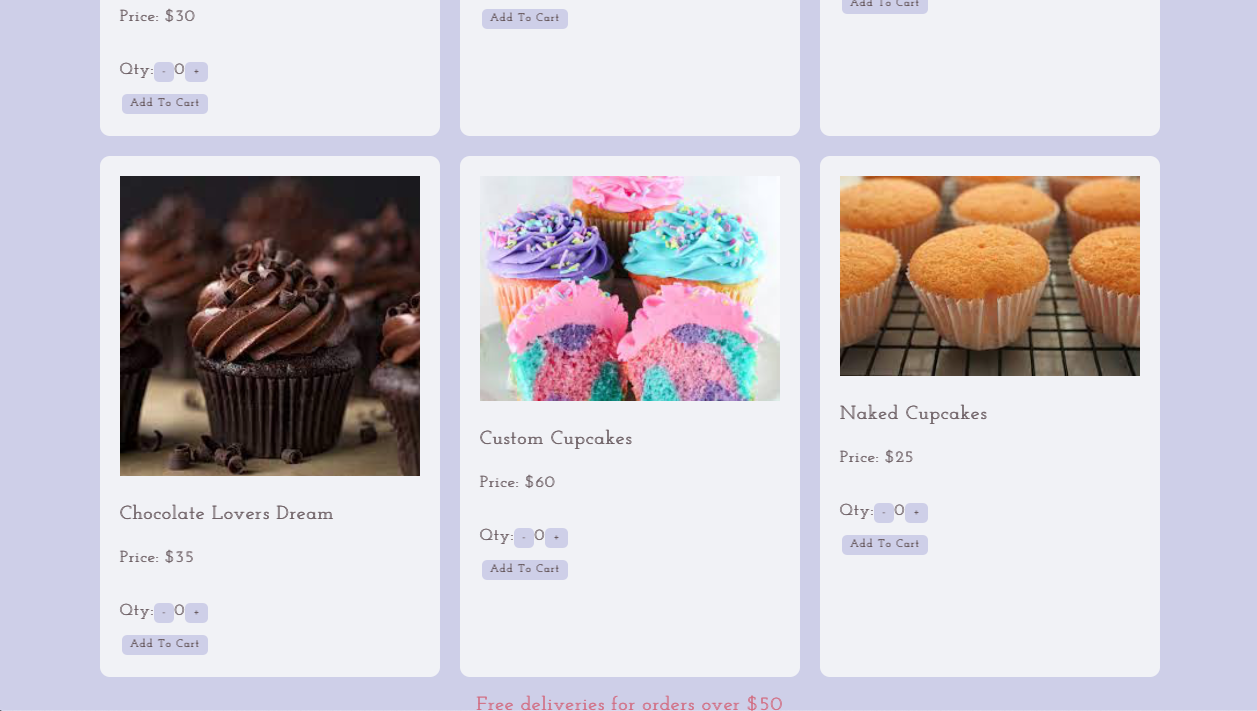 Price: $30
Qty: - 0 +
Add To Cart
Add To Cart
Add To Cart
Chocolate Lovers Dream
Price: $35
Qty: - 0 +
Add To Cart
Custom Cupcakes
Price: $60
Qty: - 0 +
Add To Cart
Naked Cupcakes
Price: $25
Qty: - 0 +
Add To Cart
Free deliveries for orders over $50